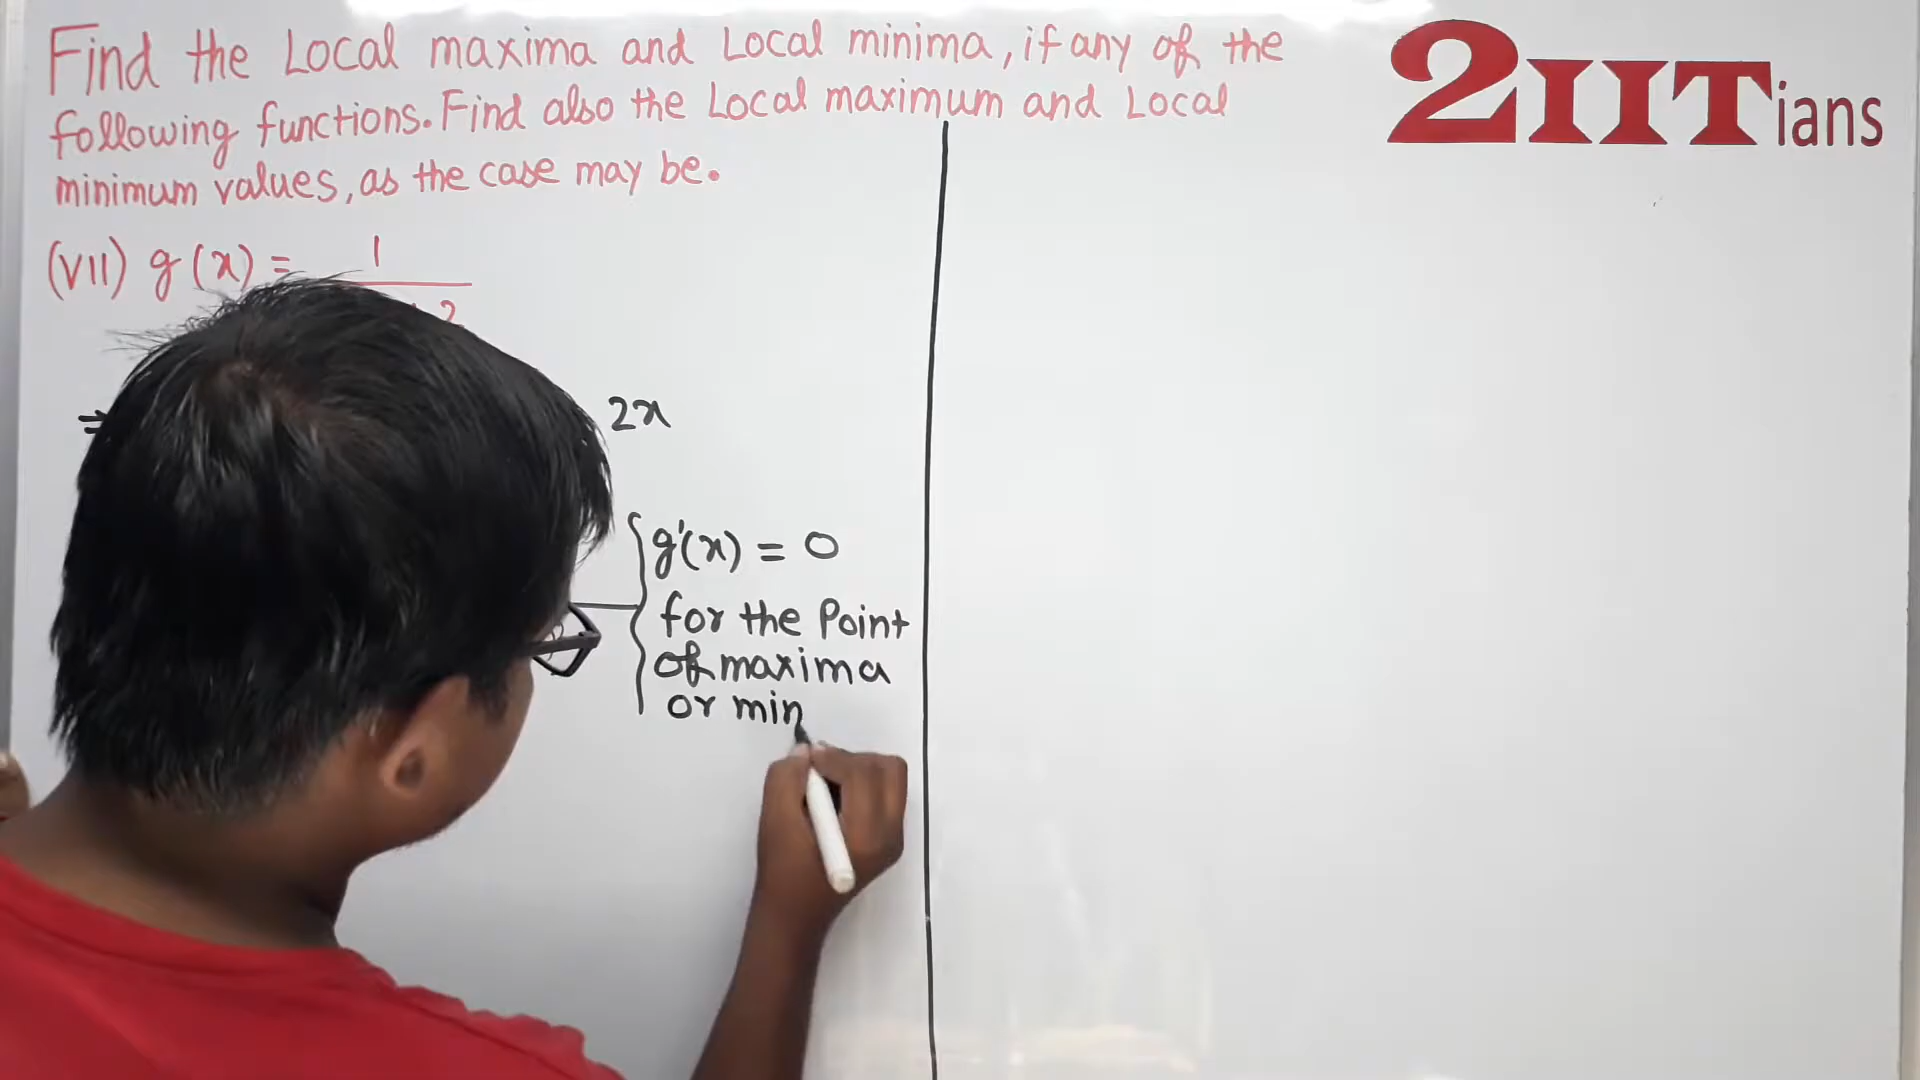 Find the Local maxima and Local minima, if any of the
following functions. Find also the Local maximum and Local
minimum values, as the case may be.
2IITians
(VII) g(x) = 1
2
⇒ 2x
g'(x) = 0
for the Point
of maxima
or min